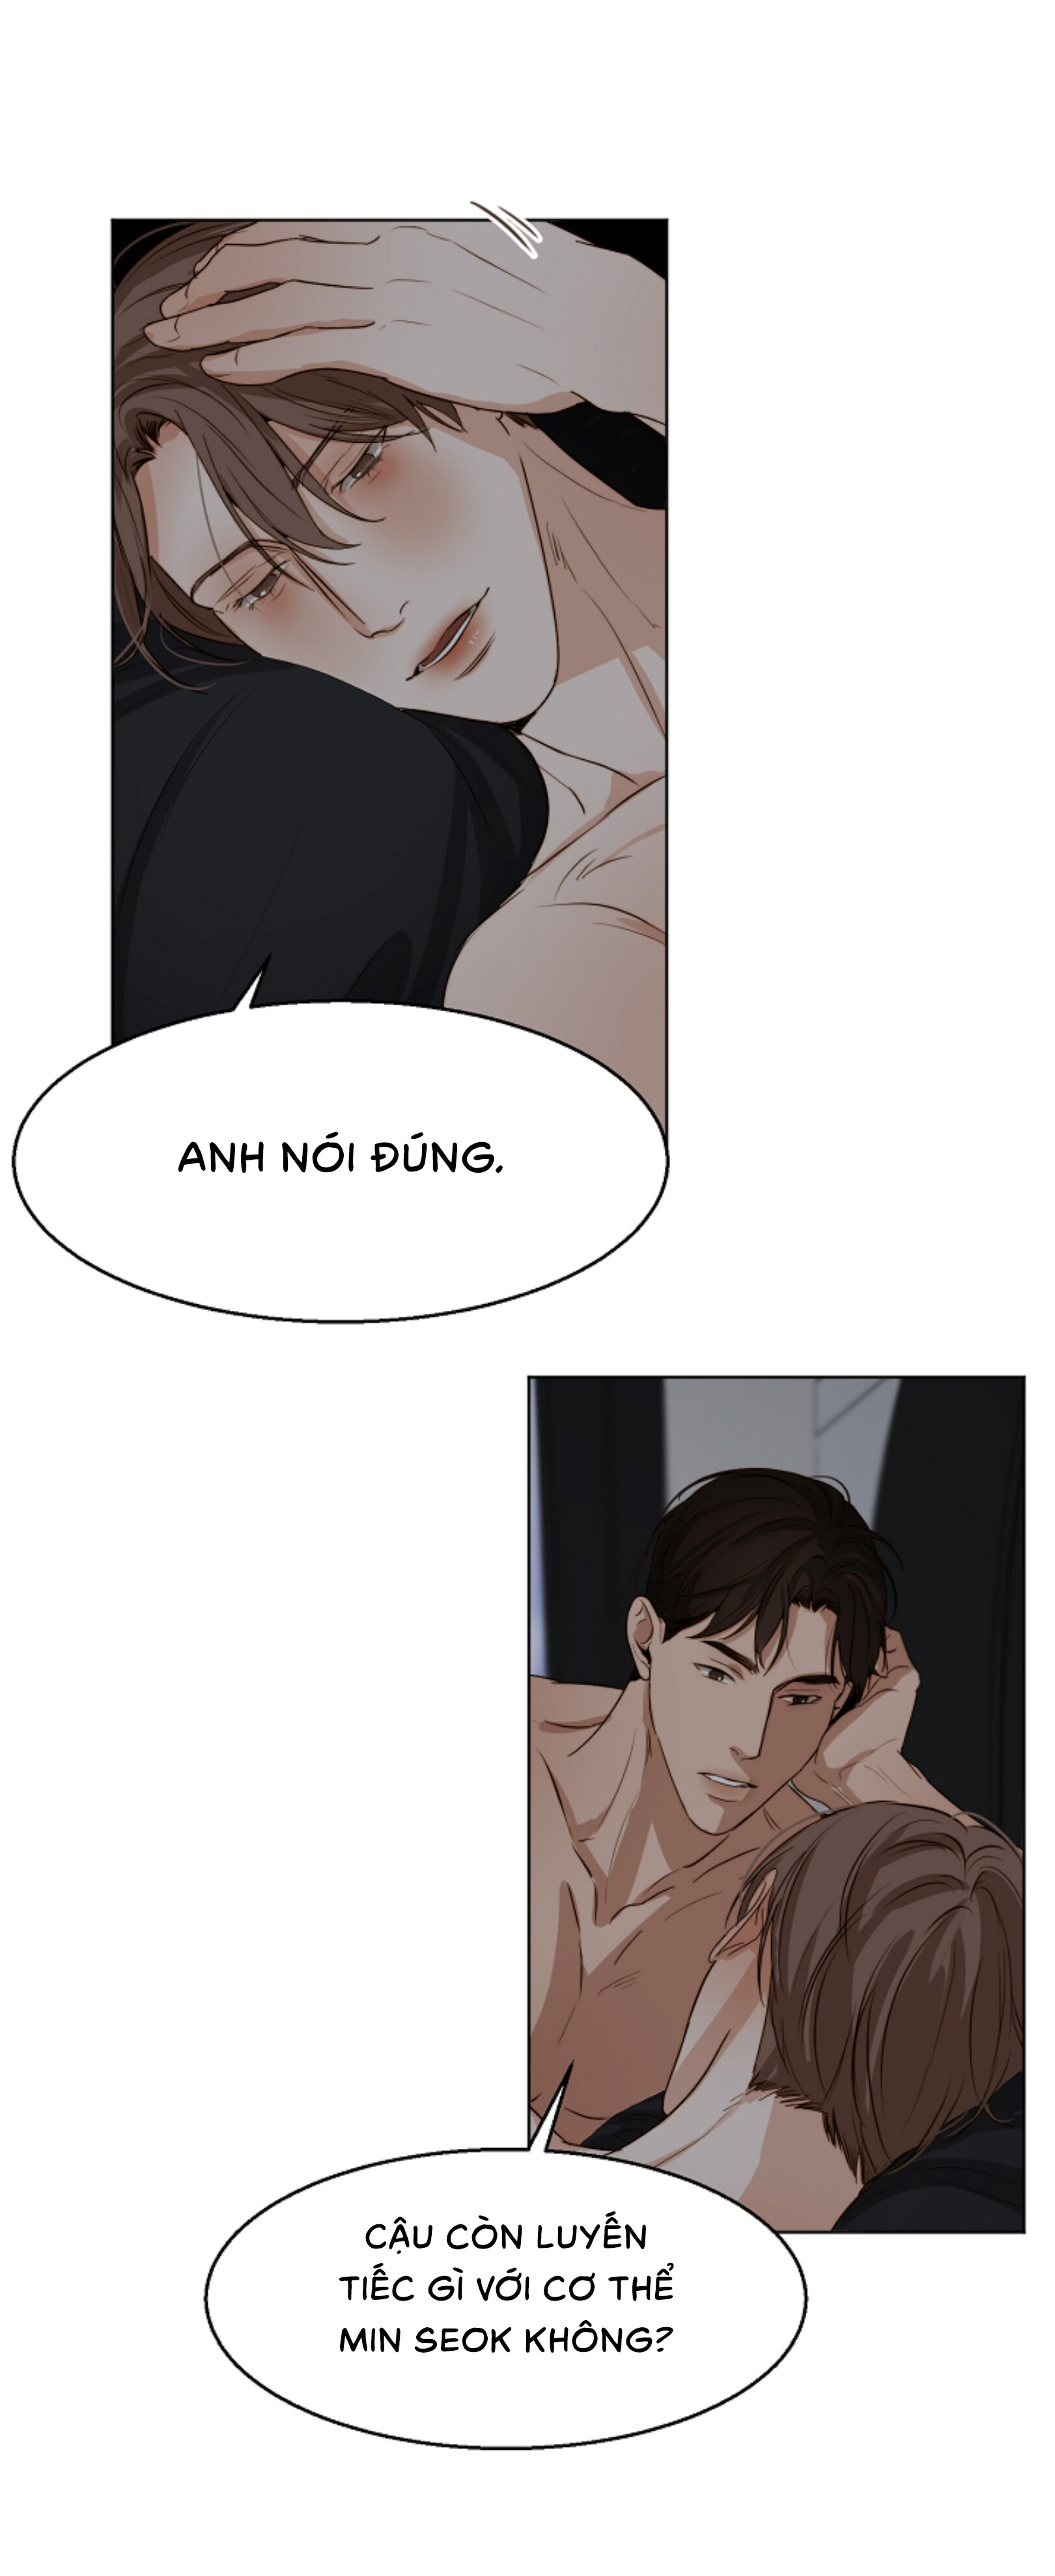 ANH NÓI ĐÚNG.
CẬU CÒN LUYẾN
TIẾC GÌ VỚI CƠ THỂ
MIN SEOK KHÔNG?